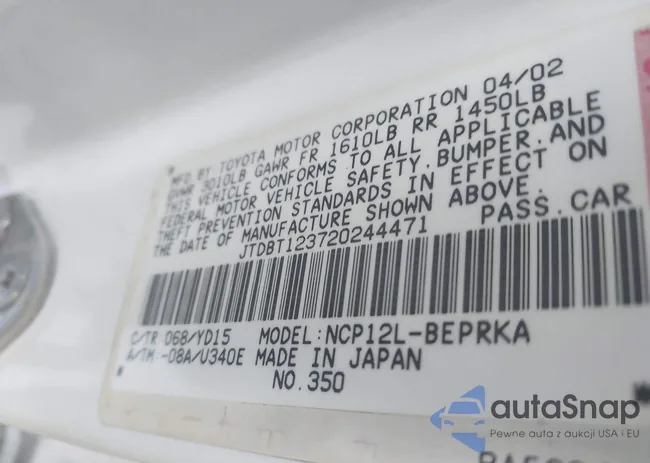 MFD. BY TOYOTA MOTOR CORPORATION 04/02
GVWR 3010LB GAWR FR 1610LB RR 1450LB
THIS VEHICLE CONFORMS TO ALL APPLICABLE
FEDERAL MOTOR VEHICLE SAFETY, BUMPER, AND
THEFT PREVENTION STANDARDS IN EFFECT ON
THE DATE OF MANUFACTURE SHOWN ABOVE.
JTDBT123720244471 PASS. CAR
C/TR 068/YD15 MODEL: NCP12L-BEPRKA
A/TM -08A/U340E MADE IN JAPAN
NO. 350
autoSnap
Pewne auta z aukcji USA i EU